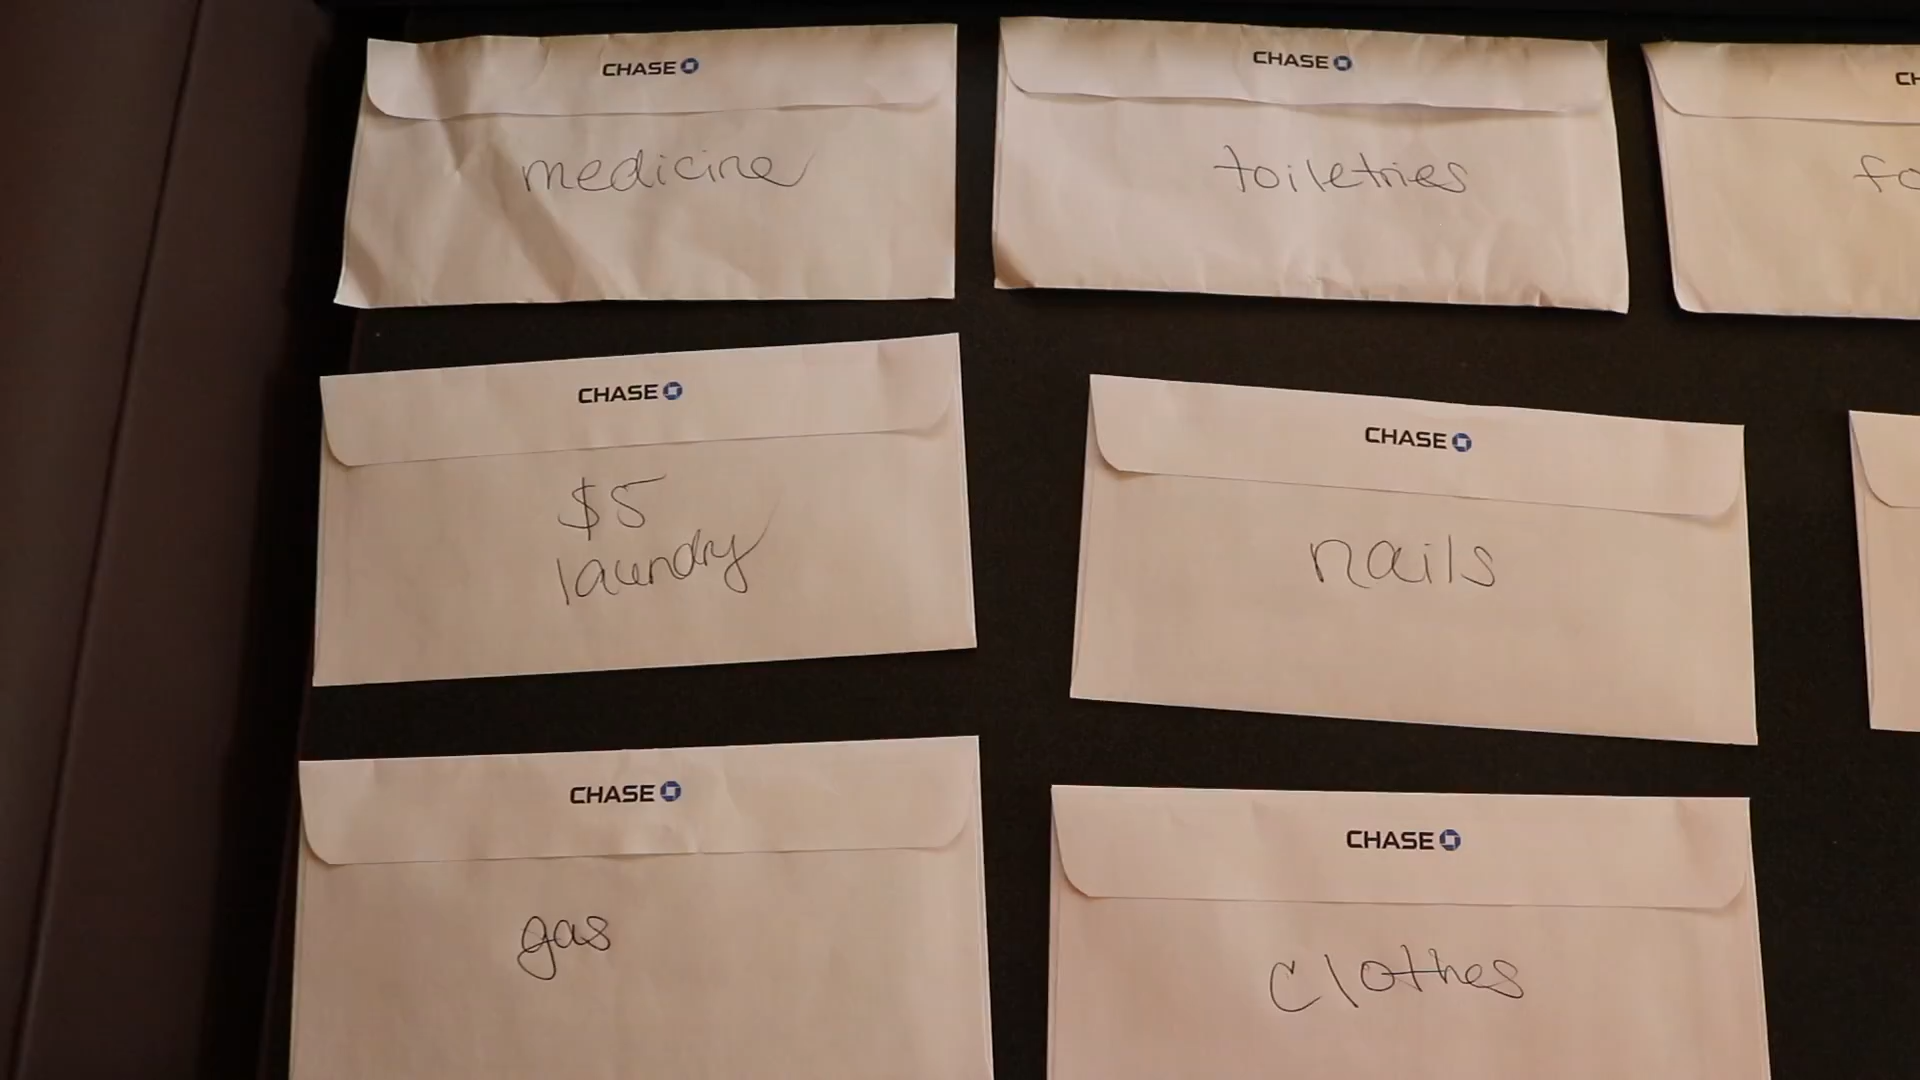 CHASE
medicine
CHASE
toiletries
CHASE
$5
laundry
CHASE
nails
CHASE
gas
CHASE
clothes